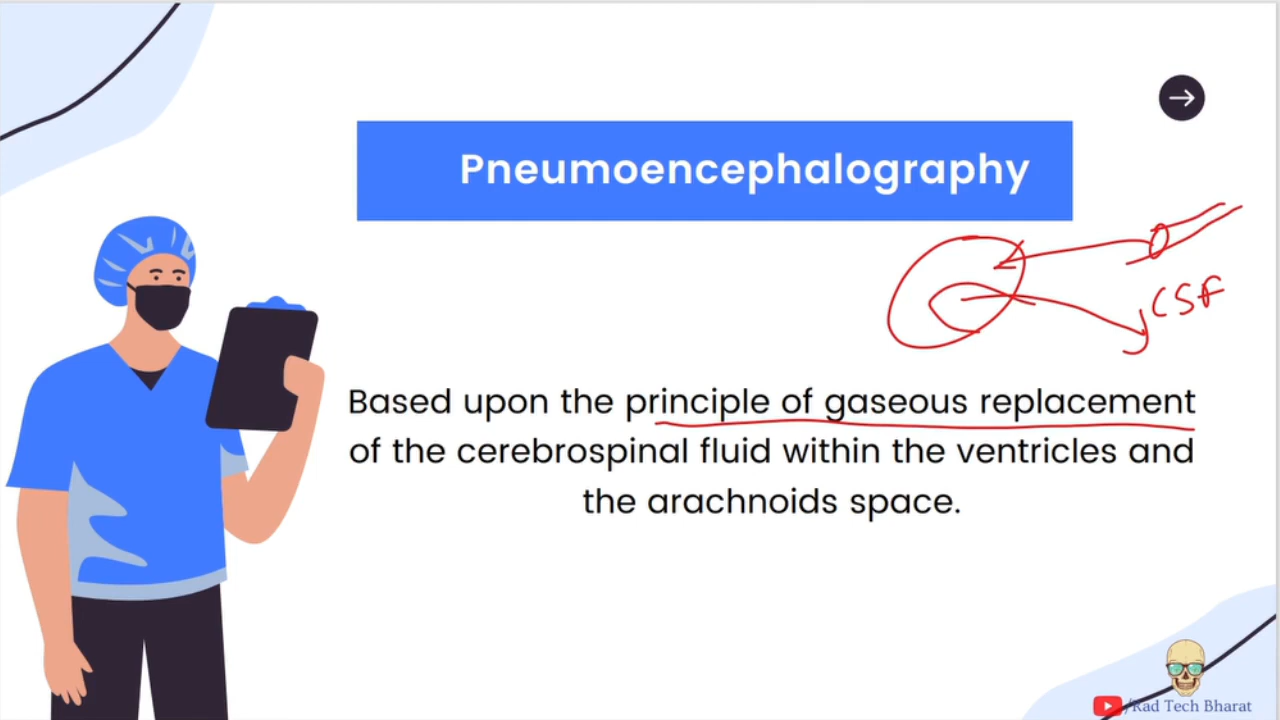 Pneumoencephalography
CSF
Based upon the principle of gaseous replacement
of the cerebrospinal fluid within the ventricles and
the arachnoids space.
/Rad Tech Bharat